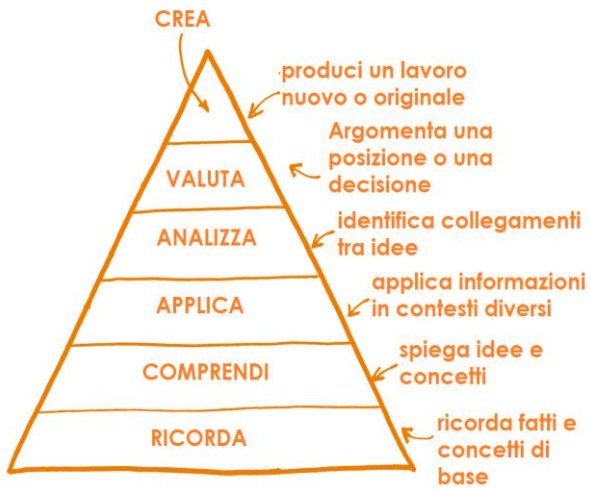 CREA
produci un lavoro
nuovo o originale
Argomenta una
posizione o una
decisione
VALUTA
identifica collegamenti
tra idee
ANALIZZA
applica informazioni
in contesti diversi
APPLICA
spiega idee e
concetti
COMPRENDI
ricorda fatti e
concetti di
base
RICORDA